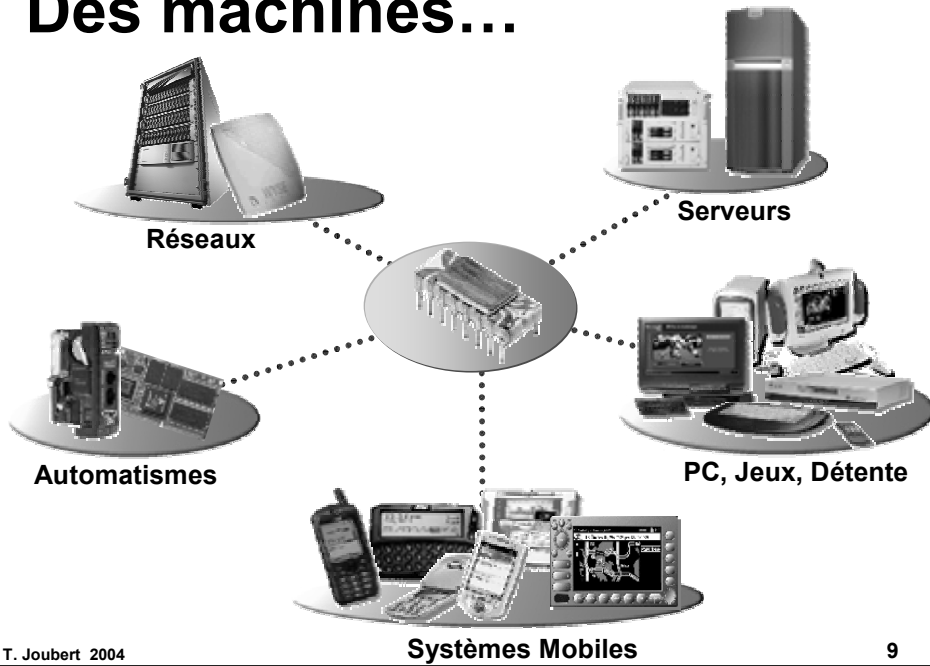 Des machines…
Serveurs
Réseaux
Automatismes
PC, Jeux, Détente
Systèmes Mobiles
T. Joubert 2004
9